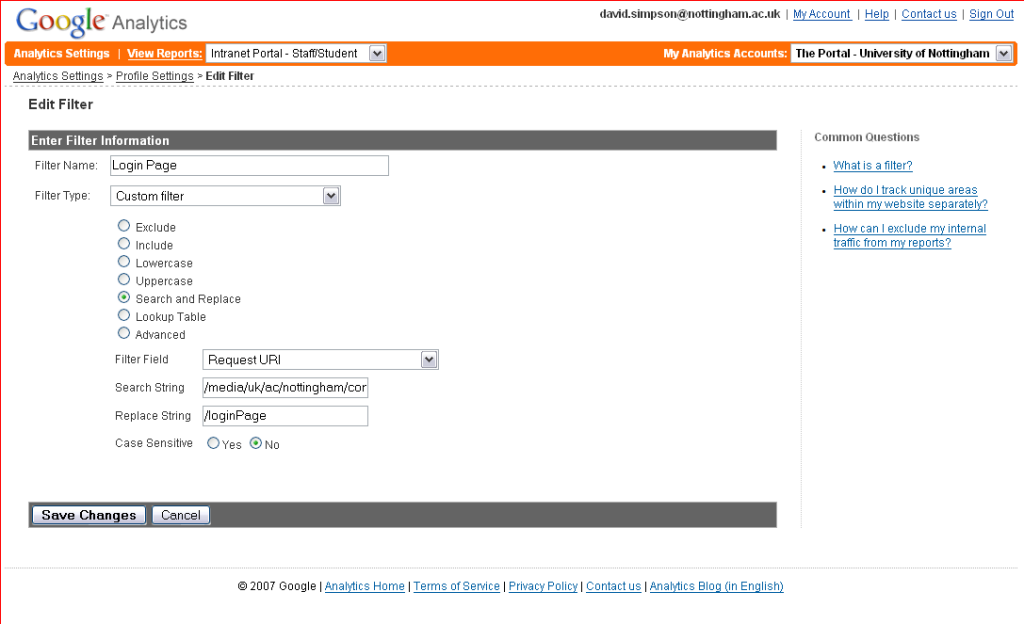 Google Analytics
david.simpson@nottingham.ac.uk | My Account | Help | Contact us | Sign Out
Analytics Settings | View Reports: Intranet Portal - Staff/Student
My Analytics Accounts: The Portal - University of Nottingham
Analytics Settings > Profile Settings > Edit Filter
Edit Filter
Enter Filter Information
Filter Name: Login Page
Filter Type: Custom filter
Exclude
Include
Lowercase
Uppercase
Search and Replace
Lookup Table
Advanced
Filter Field Request URI
Search String /media/uk/ac/nottingham/cor
Replace String /loginPage
Case Sensitive Yes No
Save Changes Cancel
Common Questions
What is a filter?
How do I track unique areas
within my website separately?
How can I exclude my internal
traffic from my reports?
© 2007 Google | Analytics Home | Terms of Service | Privacy Policy | Contact us | Analytics Blog (in English)